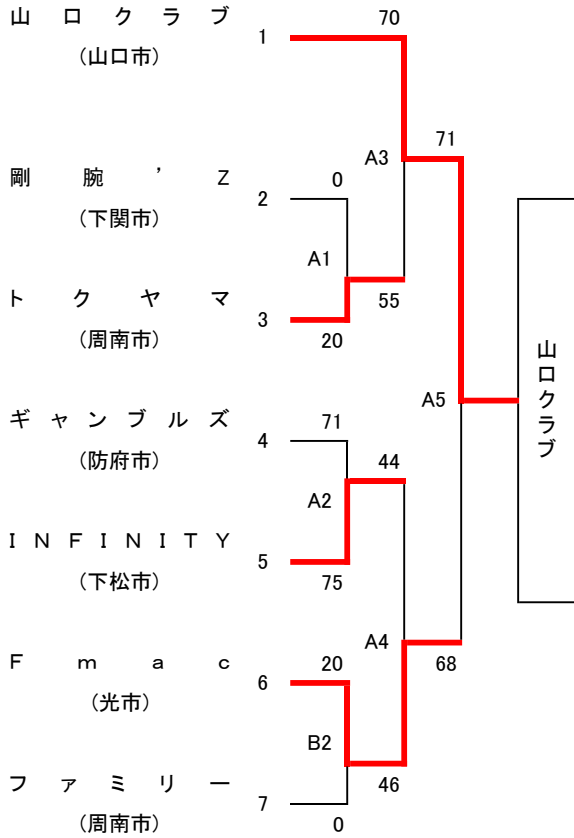 山口クラブ
(山口市)
1
70
71
A3
剛腕’Z
(下関市)
2
0
A1
トクヤマ
(周南市)
3
20
55
A5
山口クラブ
ギャンブルズ
(防府市)
4
71
44
A2
INFINITY
(下松市)
5
75
A4
68
Fmac
(光市)
6
20
B2
46
ファミリー
(周南市)
7
0